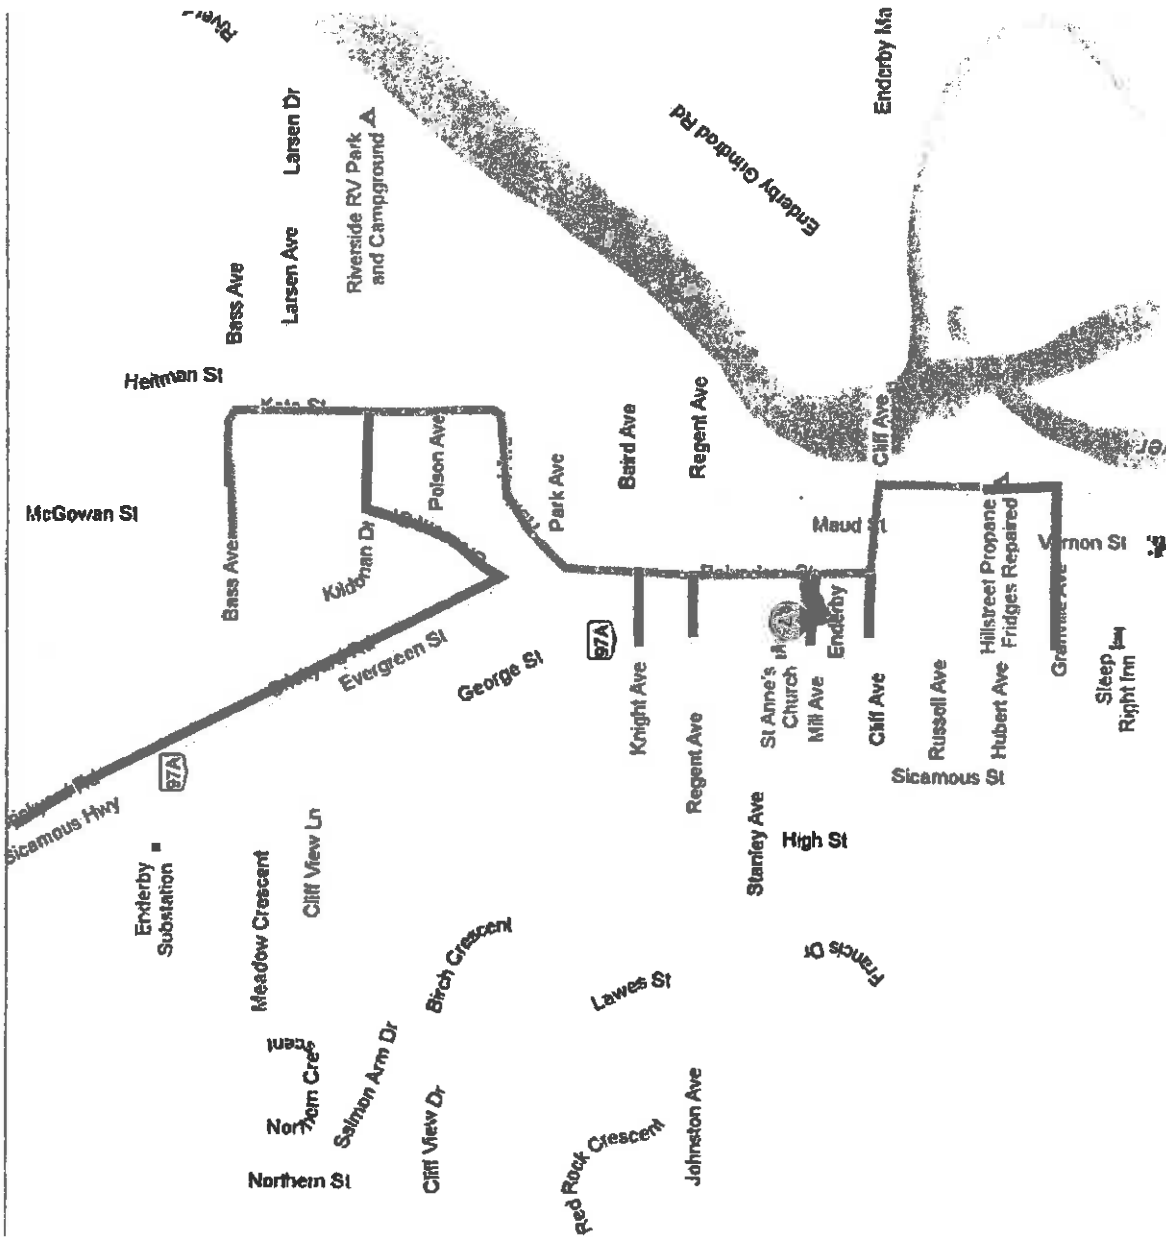 Enderby Ma
Larsen Dr
Riverside RV Park
and Campground
Enderby Grindrod Rd
Larsen Ave
Bass Ave
Heitman St
Regent Ave
Baird Ave
Cliff Ave
Polson Ave
Park Ave
McGowan St
Maud St
Vernon St
Bass Ave
Kildonan Dr
Hillstreet Propane
Fridges Repaired
Granville Ave
Enderby
Evergreen St
George St
97A
Knight Ave
St Anne's
Church
Mill Ave
Cliff Ave
Russell Ave
Hubert Ave
Sleep
Right Inn
Regent Ave
Sicamous St
97A
Sicamous Hwy
Stanley Ave
High St
Enderby
Substation
Meadow Crescent
Cliff View Ln
Birch Crescent
Lawes St
Francis Dr
Salmon Arm Dr
Cliff View Dr
Northern St
Red Rock Crescent
Johnston Ave